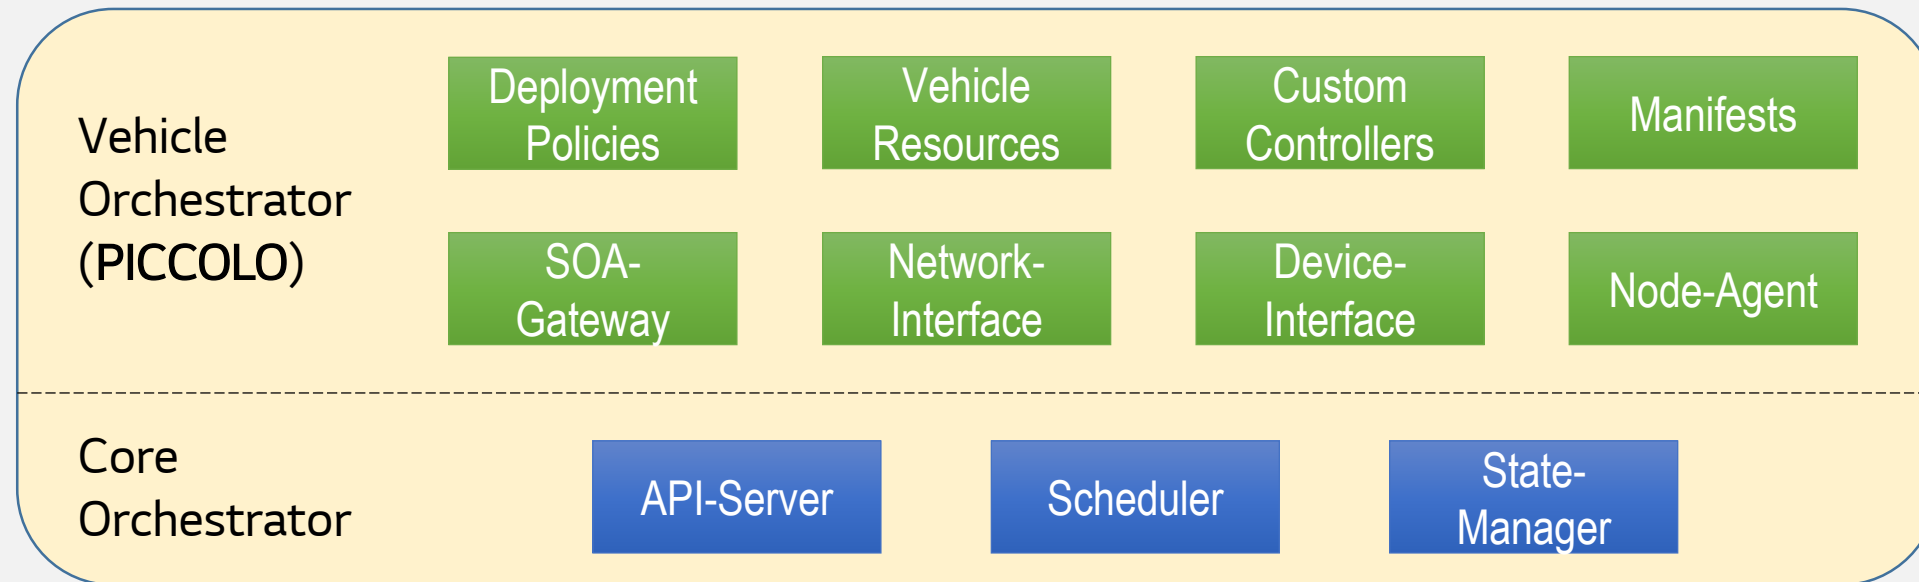 Vehicle
Orchestrator
(PICCOLO)
Deployment
Policies
Vehicle
Resources
Custom
Controllers
Manifests
SOA-
Gateway
Network-
Interface
Device-
Interface
Node-Agent
Core
Orchestrator
API-Server
Scheduler
State-
Manager